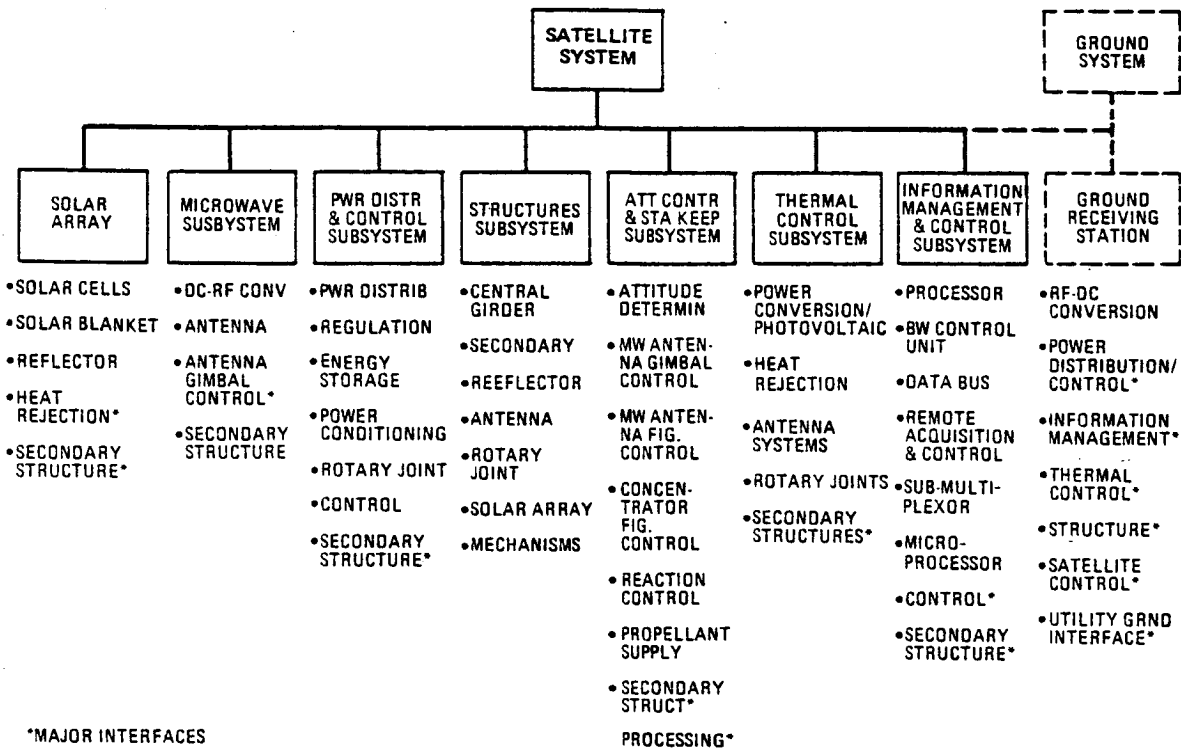 SATELLITE
SYSTEM
GROUND
SYSTEM
SOLAR
ARRAY
MICROWAVE
SUSBYSTEM
PWR DISTR
& CONTROL
SUBSYSTEM
STRUCTURES
SUBSYSTEM
ATT CONTR
& STA KEEP
SUBSYSTEM
THERMAL
CONTROL
SUBSYSTEM
INFORMATION
MANAGEMENT
& CONTROL
SUBSYSTEM
GROUND
RECEIVING
STATION
•SOLAR CELLS
•SOLAR BLANKET
•REFLECTOR
•HEAT
REJECTION*
•SECONDARY
STRUCTURE*
•DC-RF CONV
•ANTENNA
•ANTENNA
GIMBAL
CONTROL*
•SECONDARY
STRUCTURE
•PWR DISTRIB
•REGULATION
•ENERGY
STORAGE
•POWER
CONDITIONING
•ROTARY JOINT
•CONTROL
•SECONDARY
STRUCTURE*
•CENTRAL
GIRDER
•SECONDARY
•REEFLECTOR
•ANTENNA
•ROTARY
JOINT
•SOLAR ARRAY
•MECHANISMS
•ATTITUDE
DETERMIN
•MW ANTEN-
NA GIMBAL
CONTROL
•MW ANTEN-
NA FIG.
CONTROL
•CONCEN-
TRATOR
FIG.
CONTROL
•REACTION
CONTROL
•PROPELLANT
SUPPLY
•SECONDARY
STRUCT*
PROCESSING*
•POWER
CONVERSION/
PHOTOVOLTAIC
•HEAT
REJECTION
•ANTENNA
SYSTEMS
•ROTARY JOINTS
•SECONDARY
STRUCTURES*
•PROCESSOR
•BW CONTROL
UNIT
•DATA BUS
•REMOTE
ACQUISITION
& CONTROL
•SUB-MULTI-
PLEXOR
•MICRO-
PROCESSOR
•CONTROL*
•SECONDARY
STRUCTURE*
•RF-DC
CONVERSION
•POWER
DISTRIBUTION/
CONTROL*
•INFORMATION
MANAGEMENT*
•THERMAL
CONTROL*
•STRUCTURE*
•SATELLITE
CONTROL*
•UTILITY GRND
INTERFACE*
*MAJOR INTERFACES